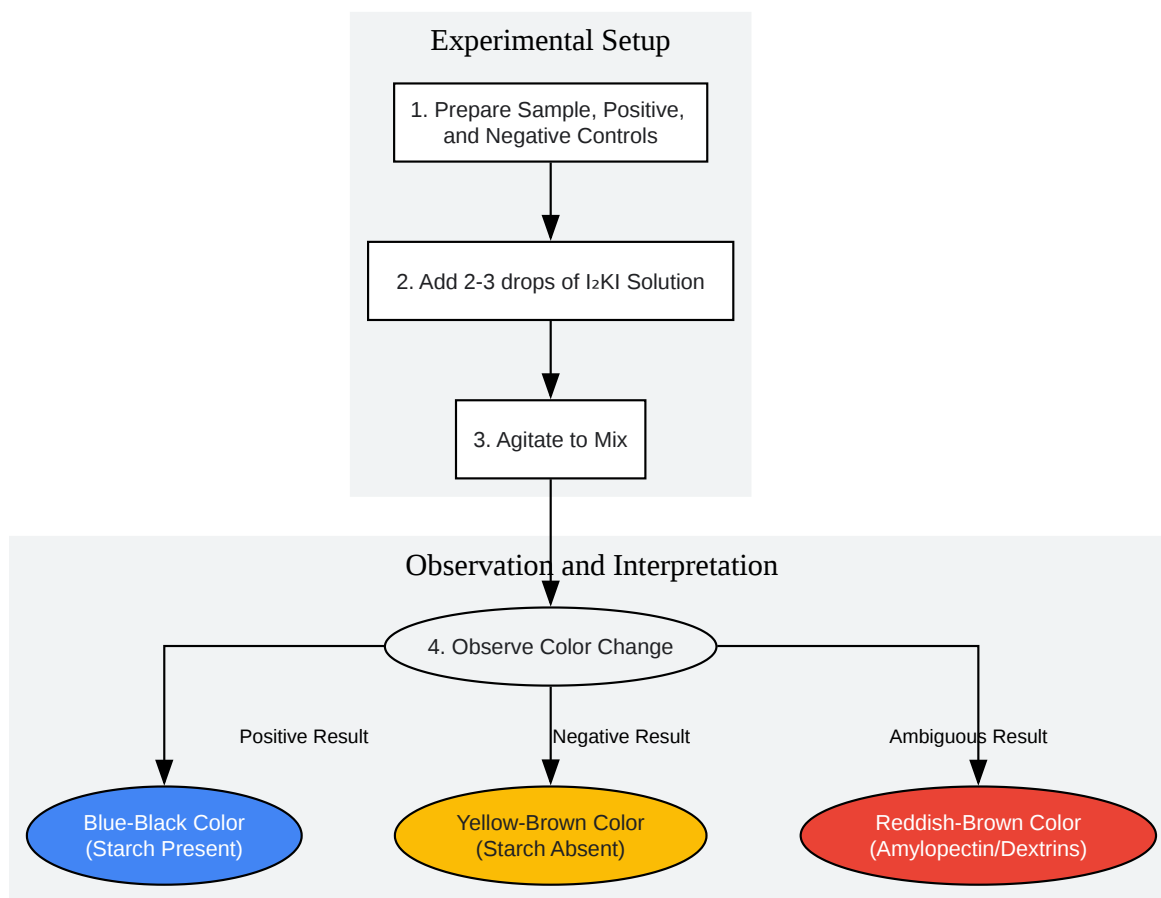 Experimental Setup
1. Prepare Sample, Positive,
and Negative Controls
2. Add 2-3 drops of I₂KI Solution
3. Agitate to Mix
Observation and Interpretation
4. Observe Color Change
Positive Result
Negative Result
Ambiguous Result
Blue-Black Color
(Starch Present)
Yellow-Brown Color
(Starch Absent)
Reddish-Brown Color
(Amylopectin/Dextrins)